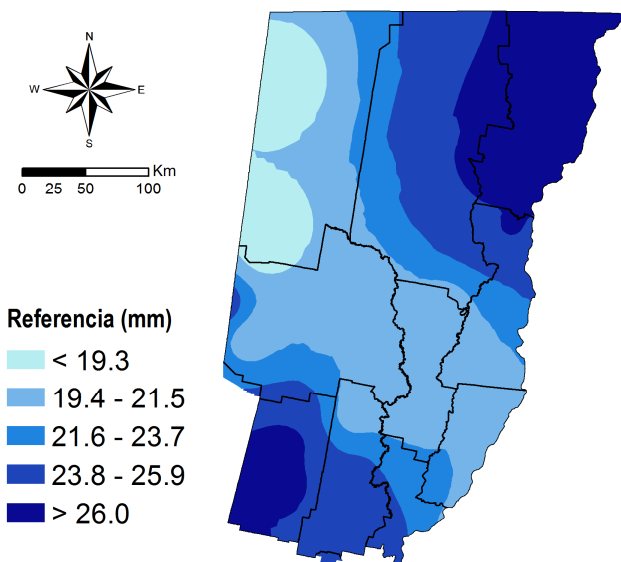 N
W E
S
Km
0 25 50 100
Referencia (mm)
< 19.3
19.4 - 21.5
21.6 - 23.7
23.8 - 25.9
> 26.0